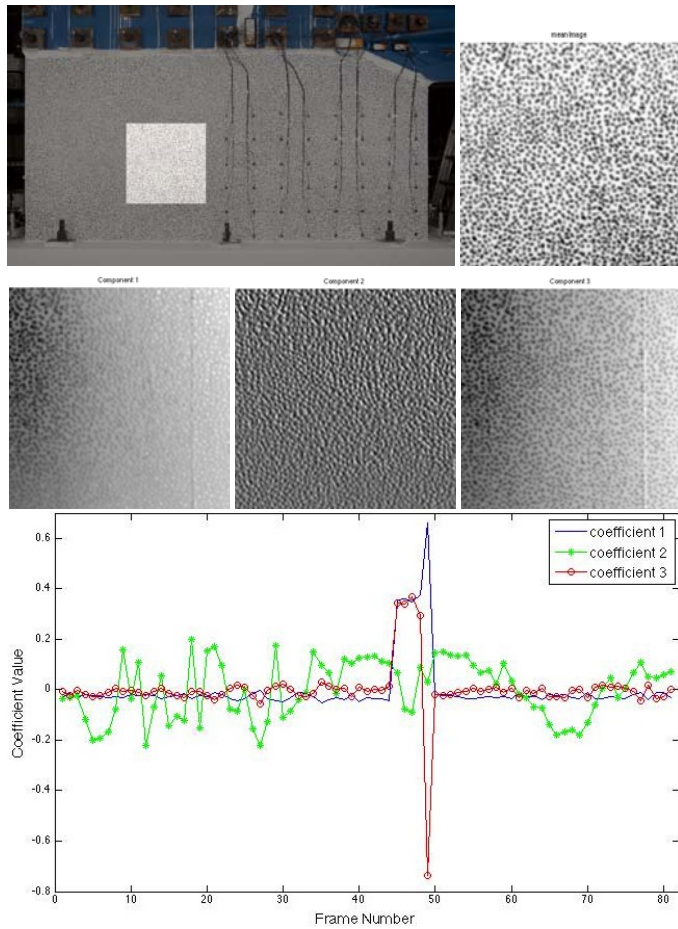 mean image
Component 1
Component 2
Component 3
0.6
0.4
0.2
0
-0.2
-0.4
-0.6
-0.8
Coefficient Value
coefficient 1
coefficient 2
coefficient 3
0 10 20 30 40 50 60 70 80
Frame Number